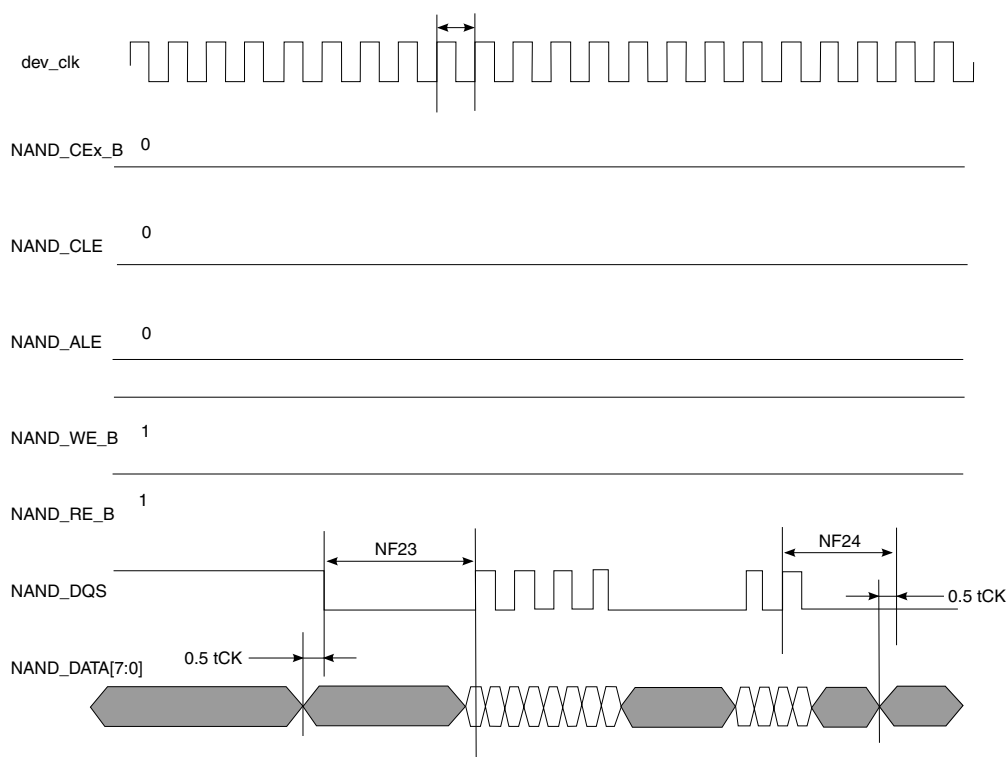 dev_clk
NAND_CEx_B 0
NAND_CLE 0
NAND_ALE 0
NAND_WE_B 1
NAND_RE_B 1
NF23 NF24
NAND_DQS
0.5 tCK
NAND_DATA[7:0]
0.5 tCK